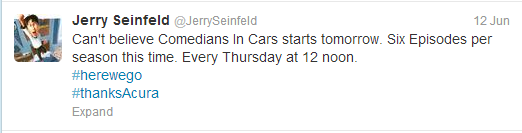 Jerry Seinfeld @JerrySeinfeld 12 Jun
Can't believe Comedians In Cars starts tomorrow. Six Episodes per
season this time. Every Thursday at 12 noon.
#herewego
#thanksAcura
Expand